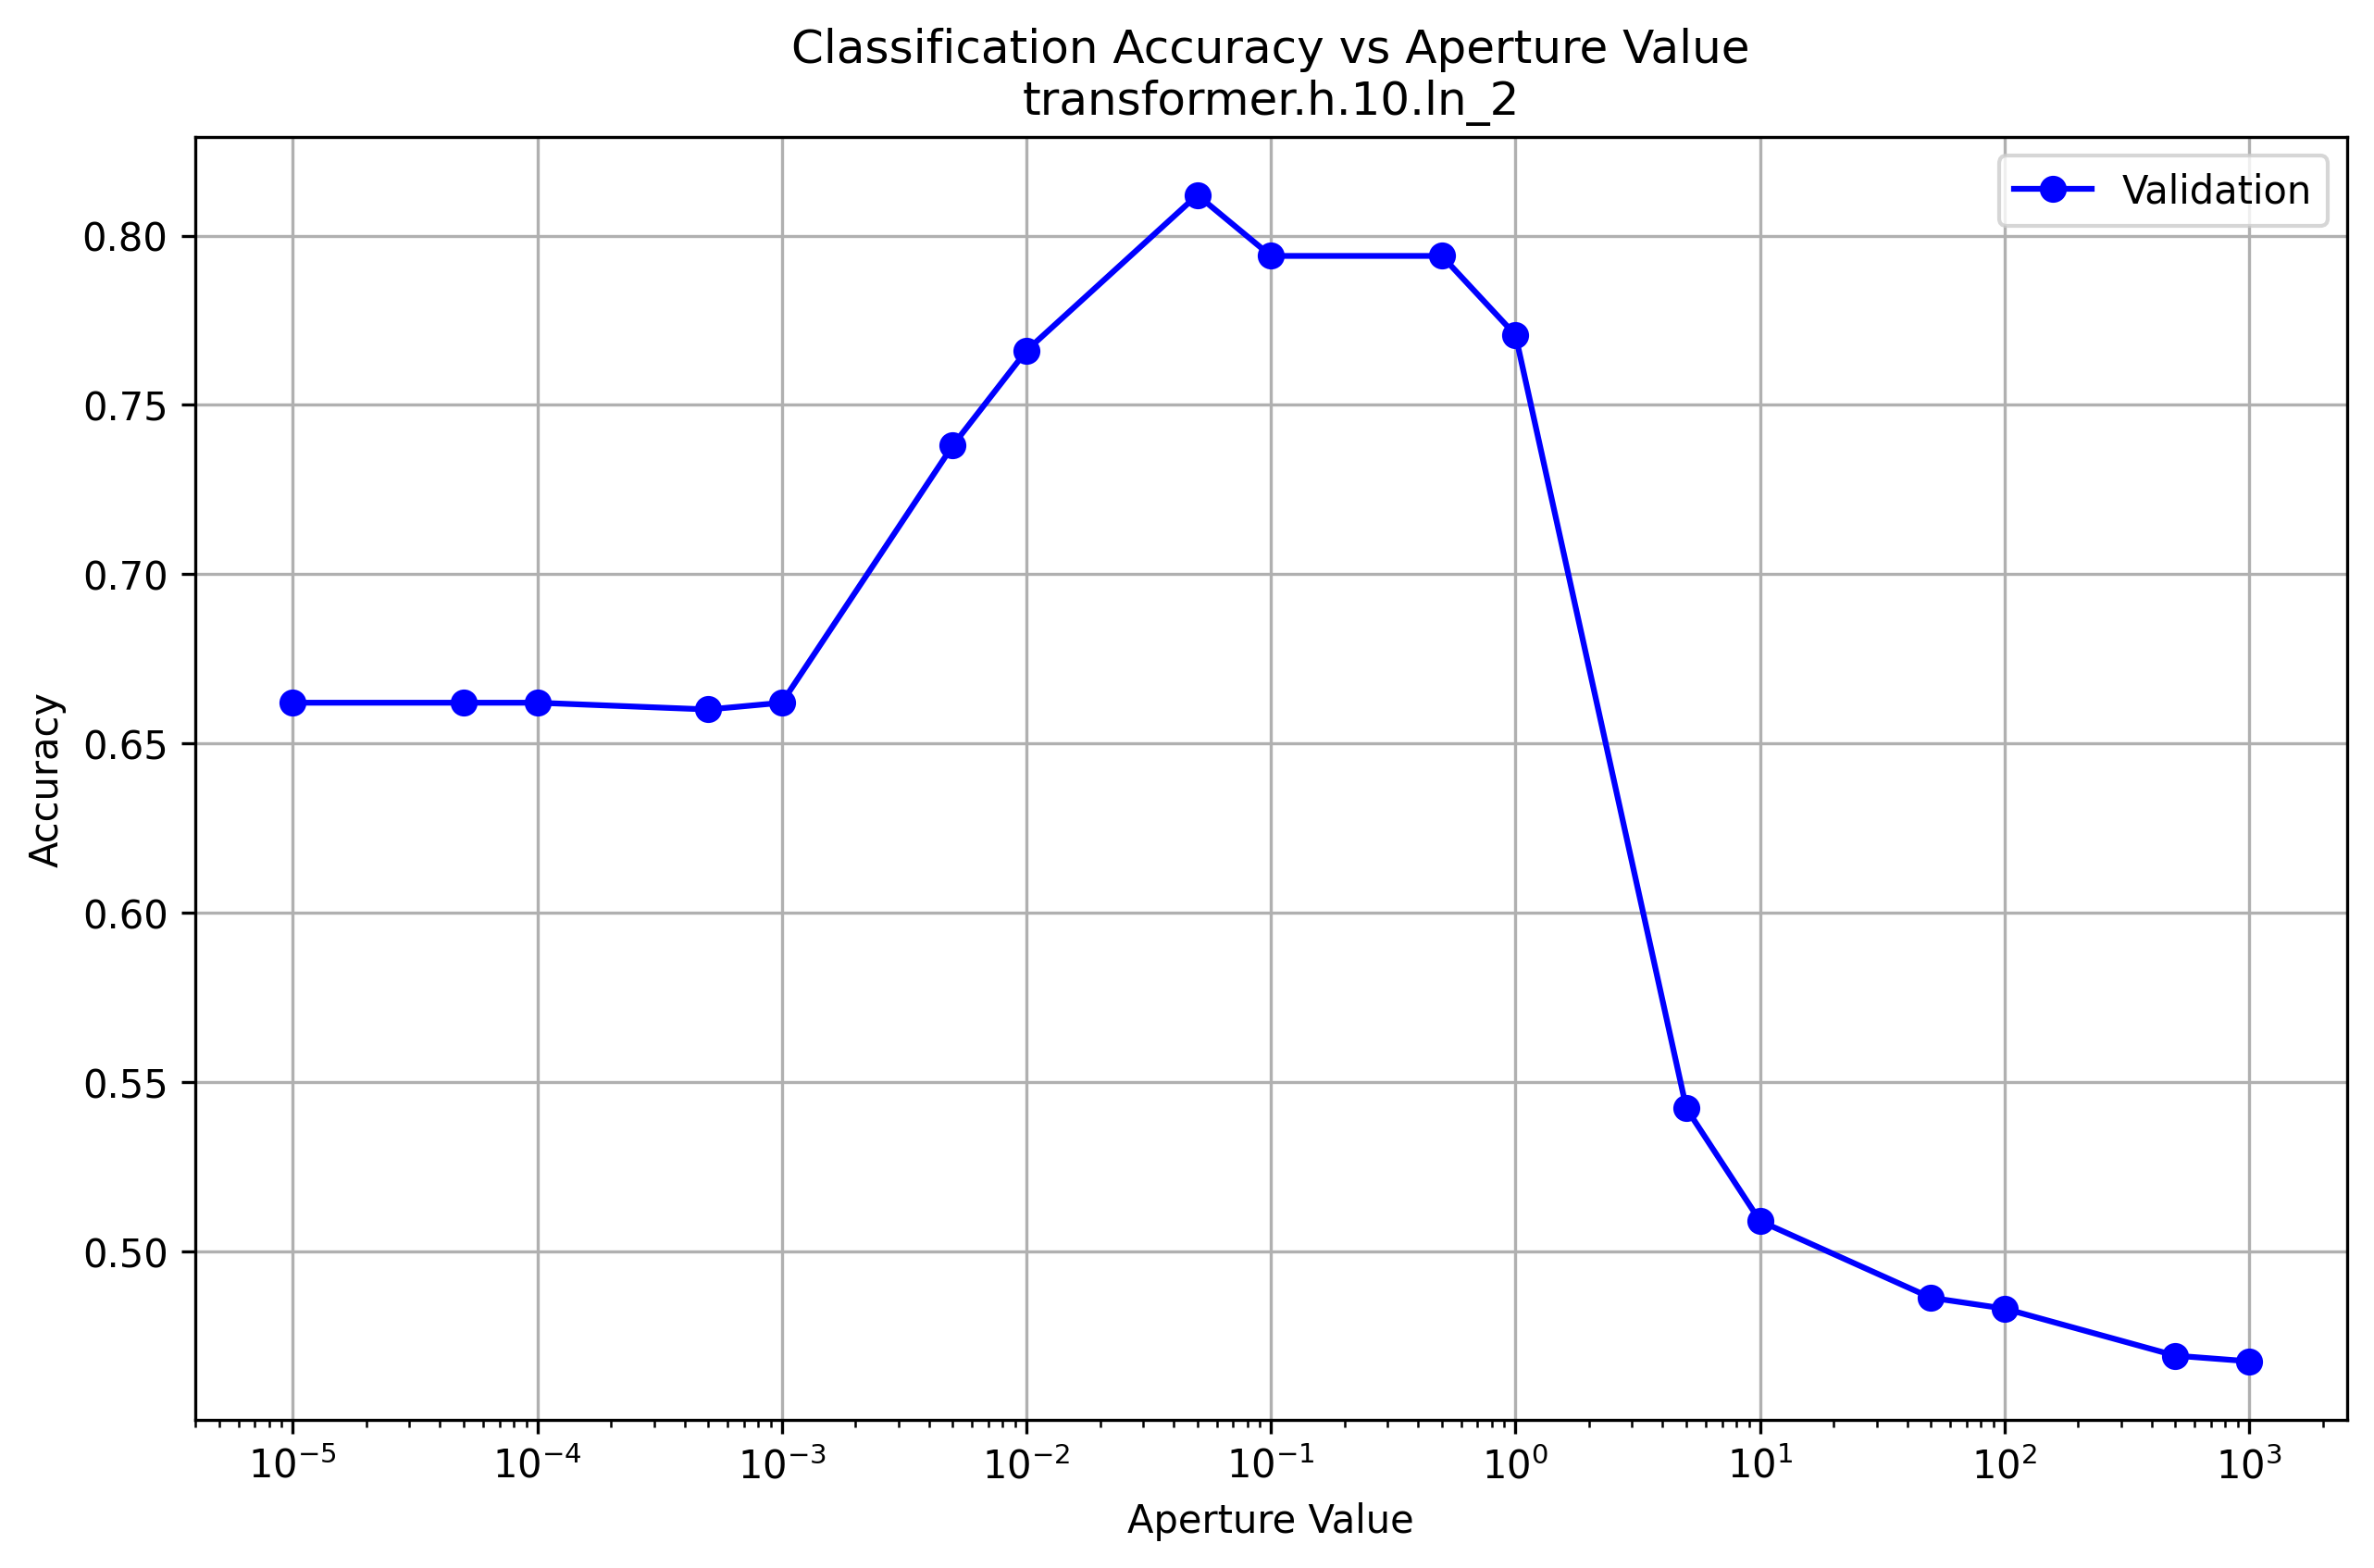 Classification Accuracy vs Aperture Value
transformer.h.10.ln_2
Validation
0.80
0.75
0.70
0.65
0.60
0.55
0.50
Accuracy
10⁻⁵ 10⁻⁴ 10⁻³ 10⁻² 10⁻¹ 10⁰ 10¹ 10² 10³
Aperture Value